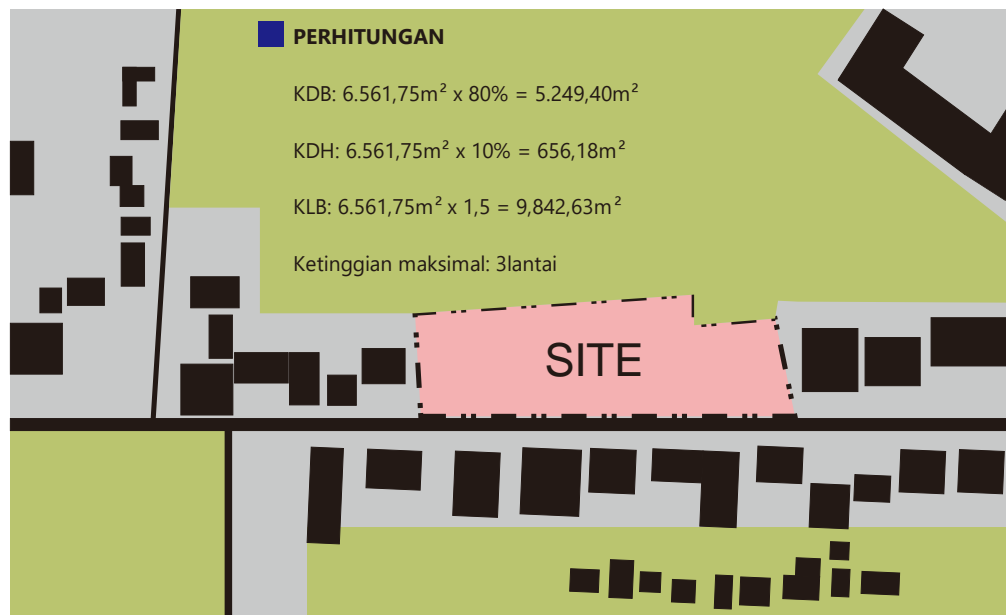 PERHITUNGAN
KDB: 6.561,75m² x 80% = 5.249,40m²
KDH: 6.561,75m² x 10% = 656,18m²
KLB: 6.561,75m² x 1,5 = 9,842,63m²
Ketinggian maksimal: 3lantai
SITE